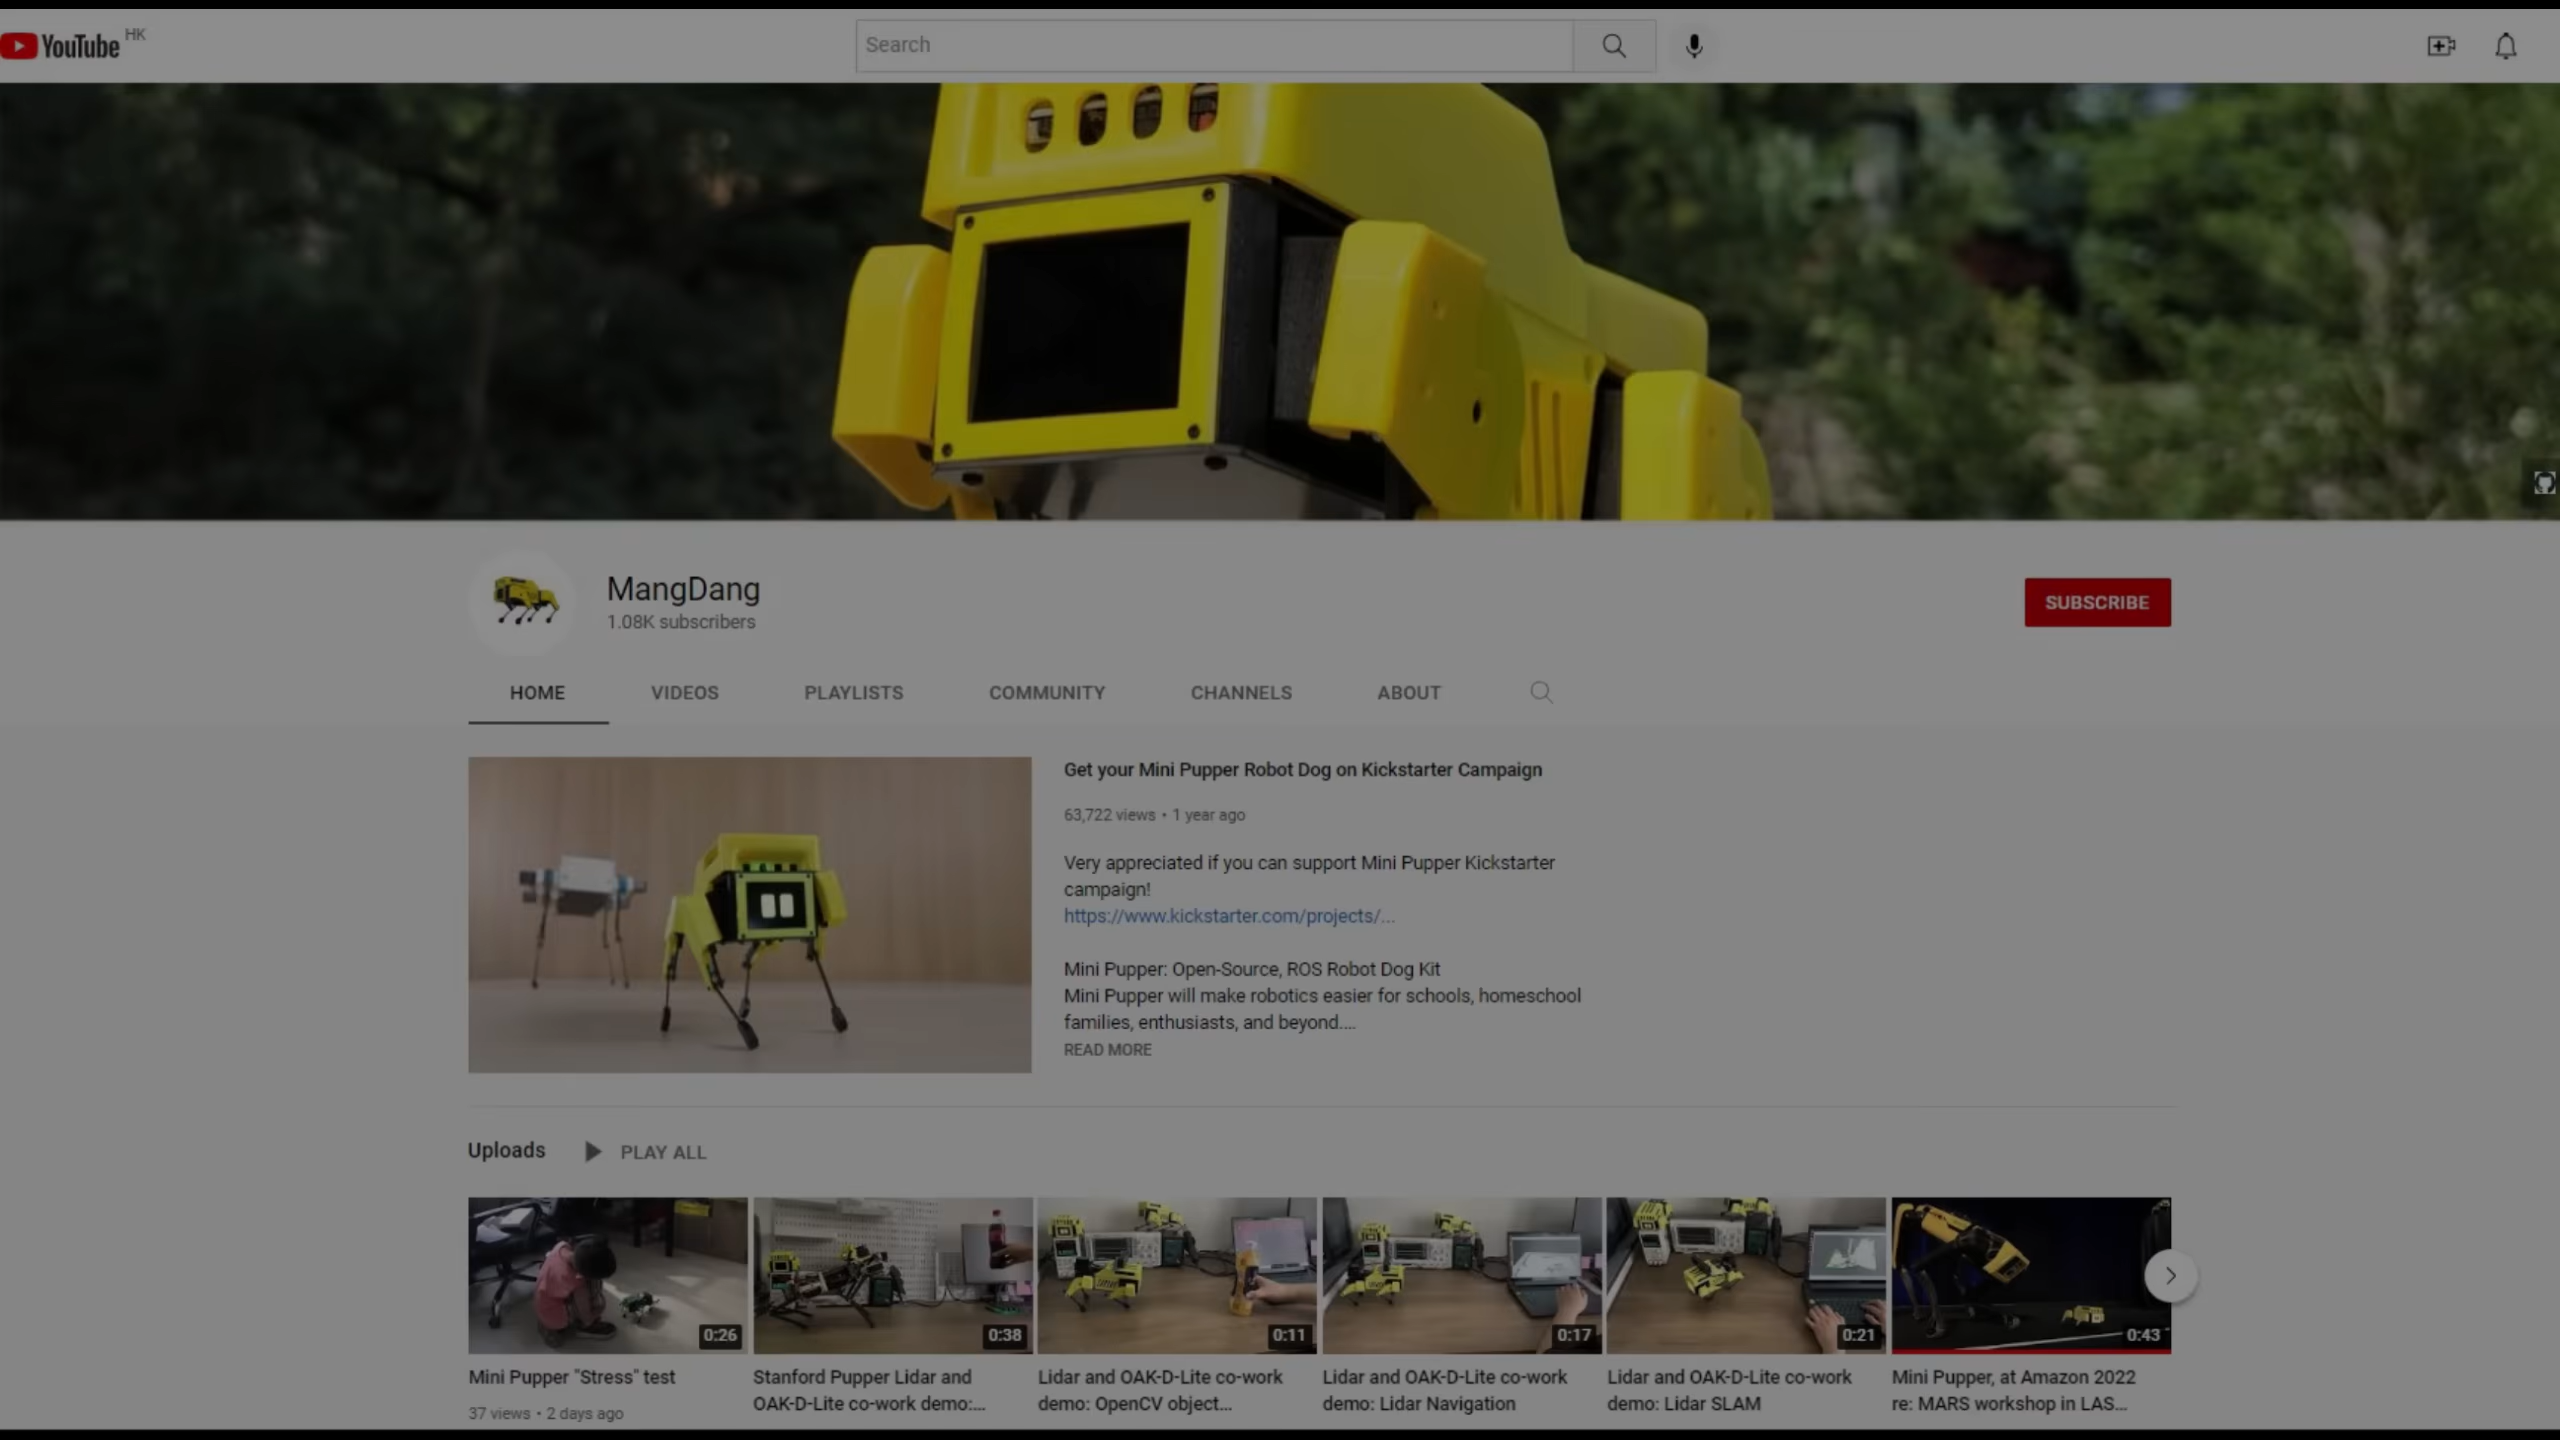 YouTube HK
Search
MangDang
1.08K subscribers
SUBSCRIBE
HOME VIDEOS PLAYLISTS COMMUNITY CHANNELS ABOUT
Get your Mini Pupper Robot Dog on Kickstarter Campaign
63,722 views • 1 year ago
Very appreciated if you can support Mini Pupper Kickstarter
campaign!
https://www.kickstarter.com/projects/...
Mini Pupper: Open-Source, ROS Robot Dog Kit
Mini Pupper will make robotics easier for schools, homeschool
families, enthusiasts, and beyond....
READ MORE
Uploads PLAY ALL
0:26 0:38 0:11 0:17 0:21 0:43
Mini Pupper "Stress" test
37 views • 2 days ago
Stanford Pupper Lidar and
OAK-D-Lite co-work demo:...
Lidar and OAK-D-Lite co-work
demo: OpenCV object...
Lidar and OAK-D-Lite co-work
demo: Lidar Navigation
Lidar and OAK-D-Lite co-work
demo: Lidar SLAM
Mini Pupper, at Amazon 2022
re: MARS workshop in LAS...